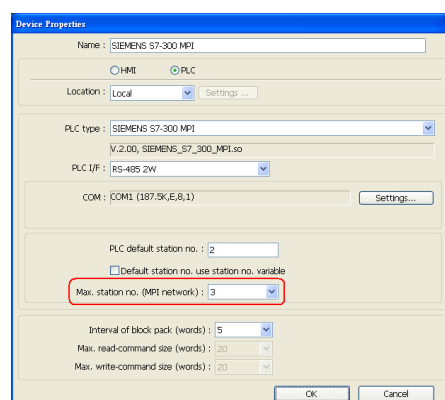 Device Properties
Name : SIEMENS S7-300 MPI
HMI PLC
Location : Local Settings ...
PLC type : SIEMENS S7-300 MPI
V.2.00, SIEMENS_S7_300_MPI.so
PLC I/F : RS-485 2W
COM : COM1 (187.5K,E,8,1) Settings...
PLC default station no. : 2
Default station no. use station no. variable
Max. station no. (MPI network) : 3
Interval of block pack (words) : 5
Max. read-command size (words) : 20
Max. write-command size (words) : 20
OK Cancel